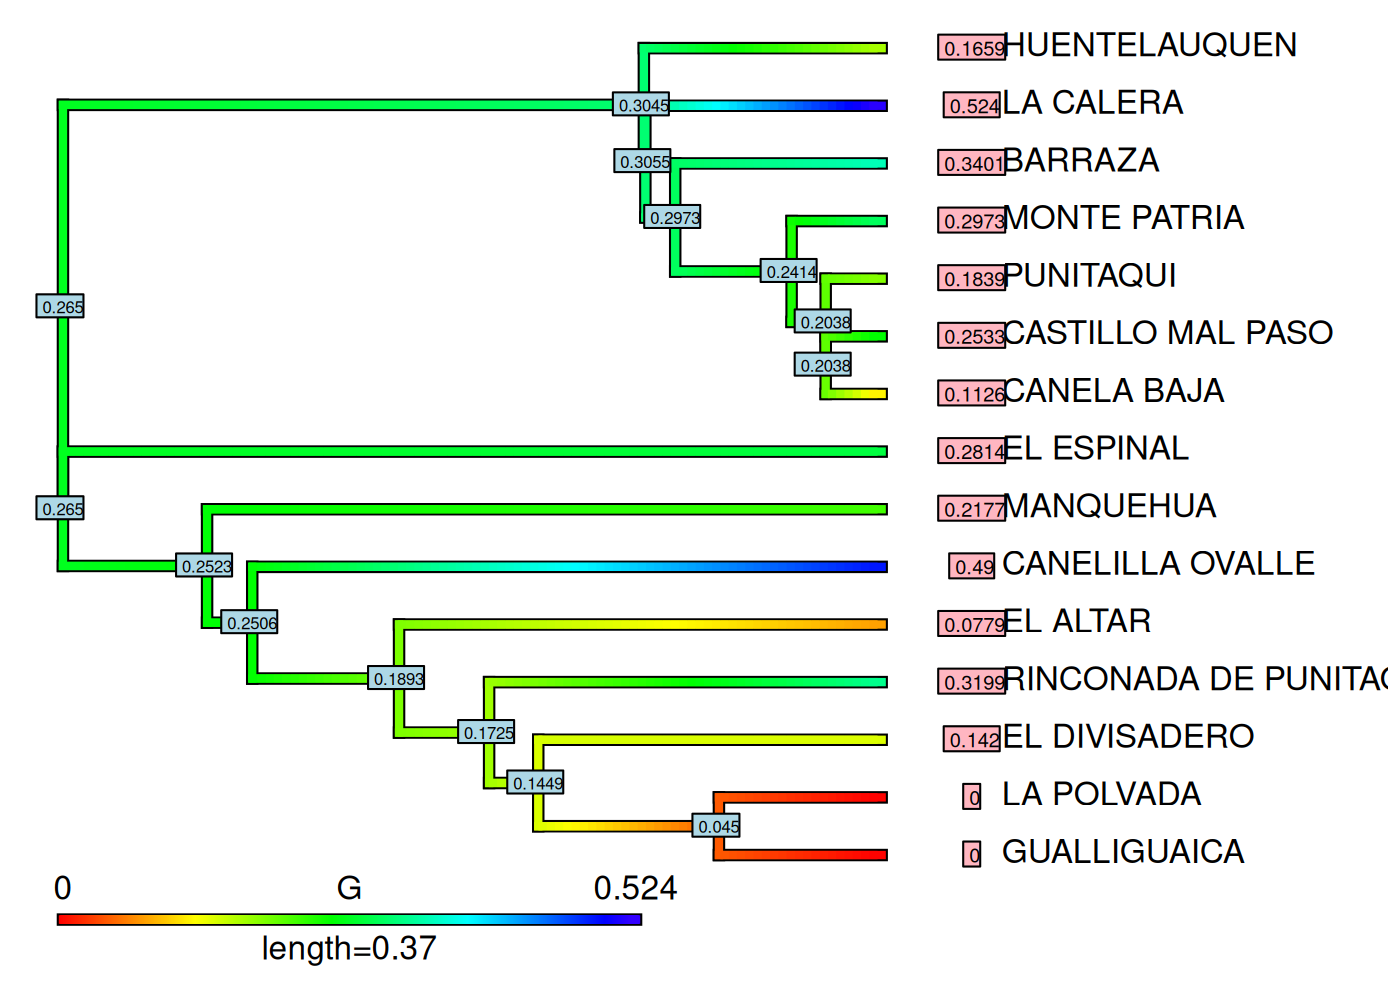 0.1659 HUENTELAUQUEN
0.3045
0.524 LA CALERA
0.3055
0.3401 BARRAZA
0.2973
0.2973 MONTE PATRIA
0.2414
0.1839 PUNITAQUI
0.265
0.2038
0.2533 CASTILLO MAL PASO
0.2038
0.1126 CANELA BAJA
0.2814 EL ESPINAL
0.265
0.2177 MANQUEHUA
0.2523
0.49 CANELILLA OVALLE
0.2506
0.0779 EL ALTAR
0.1893
0.3199 RINCONADA DE PUNITA
0.1725
0.142 EL DIVISADERO
0.1449
0 LA POLVADA
0.045
0 GUALLIGUAICA
0 G 0.524
length=0.37